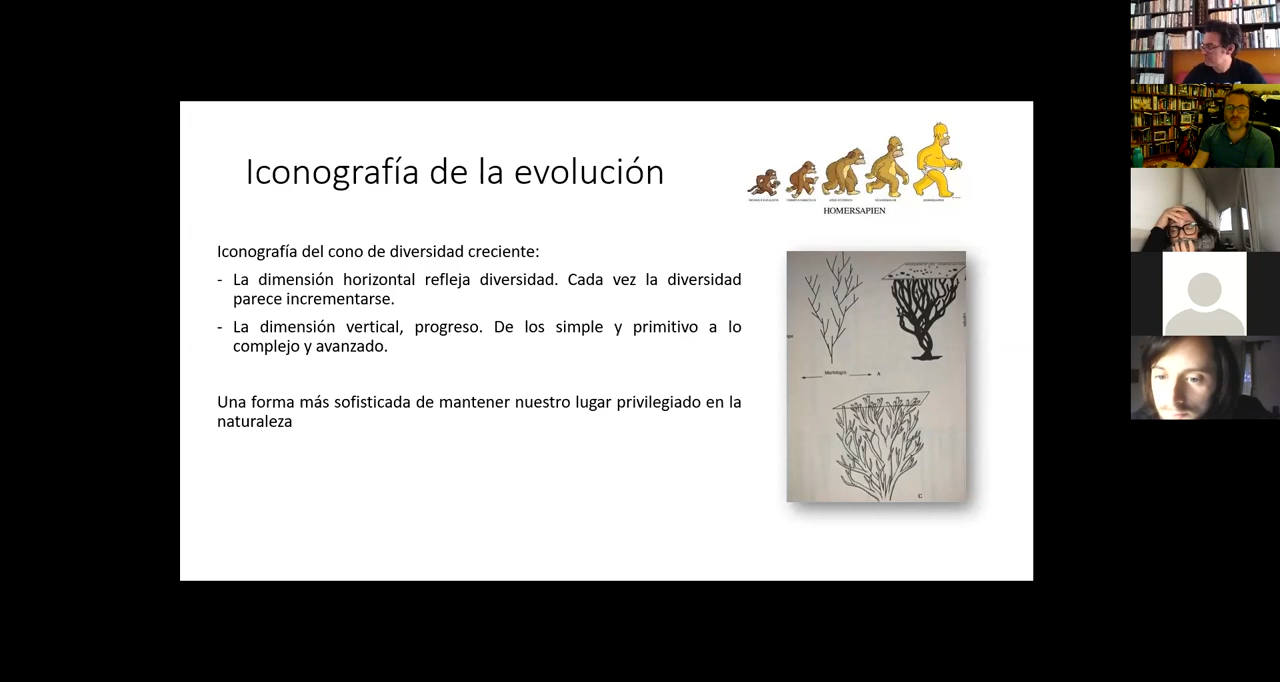 Iconografía de la evolución
HOMERSAPIEN
Iconografía del cono de diversidad creciente:
- La dimensión horizontal refleja diversidad. Cada vez la diversidad
parece incrementarse.
- La dimensión vertical, progreso. De los simple y primitivo a lo
complejo y avanzado.
Una forma más sofisticada de mantener nuestro lugar privilegiado en la
naturaleza
Morfología
A
C